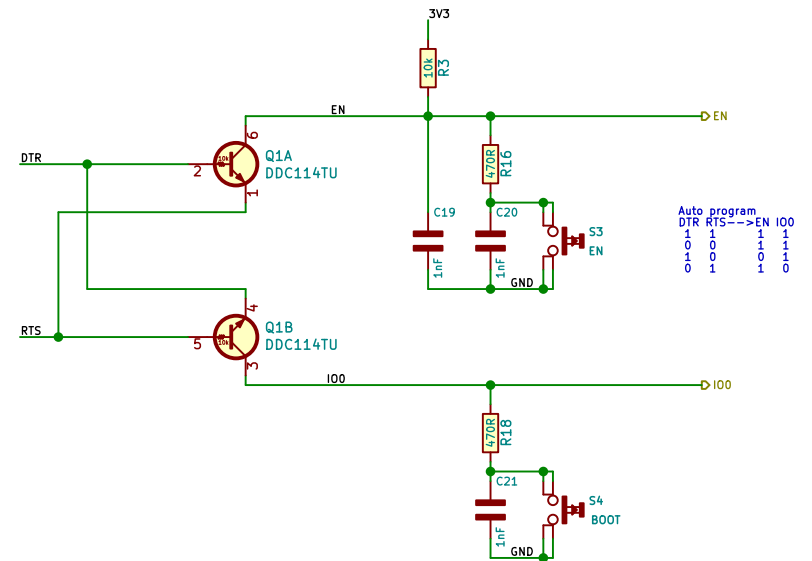 3V3
10k
R3
EN
EN
DTR
2
10k
6
1
Q1A
DDC114TU
470R
R16
C19
1nF
C20
1nF
S3
EN
GND
Auto program
DTR RTS-->EN IO0
1 1 1 1
0 0 1 1
1 0 0 1
0 1 1 0
RTS
5
10k
4
3
Q1B
DDC114TU
IO0
IO0
470R
R18
C21
1nF
S4
BOOT
GND